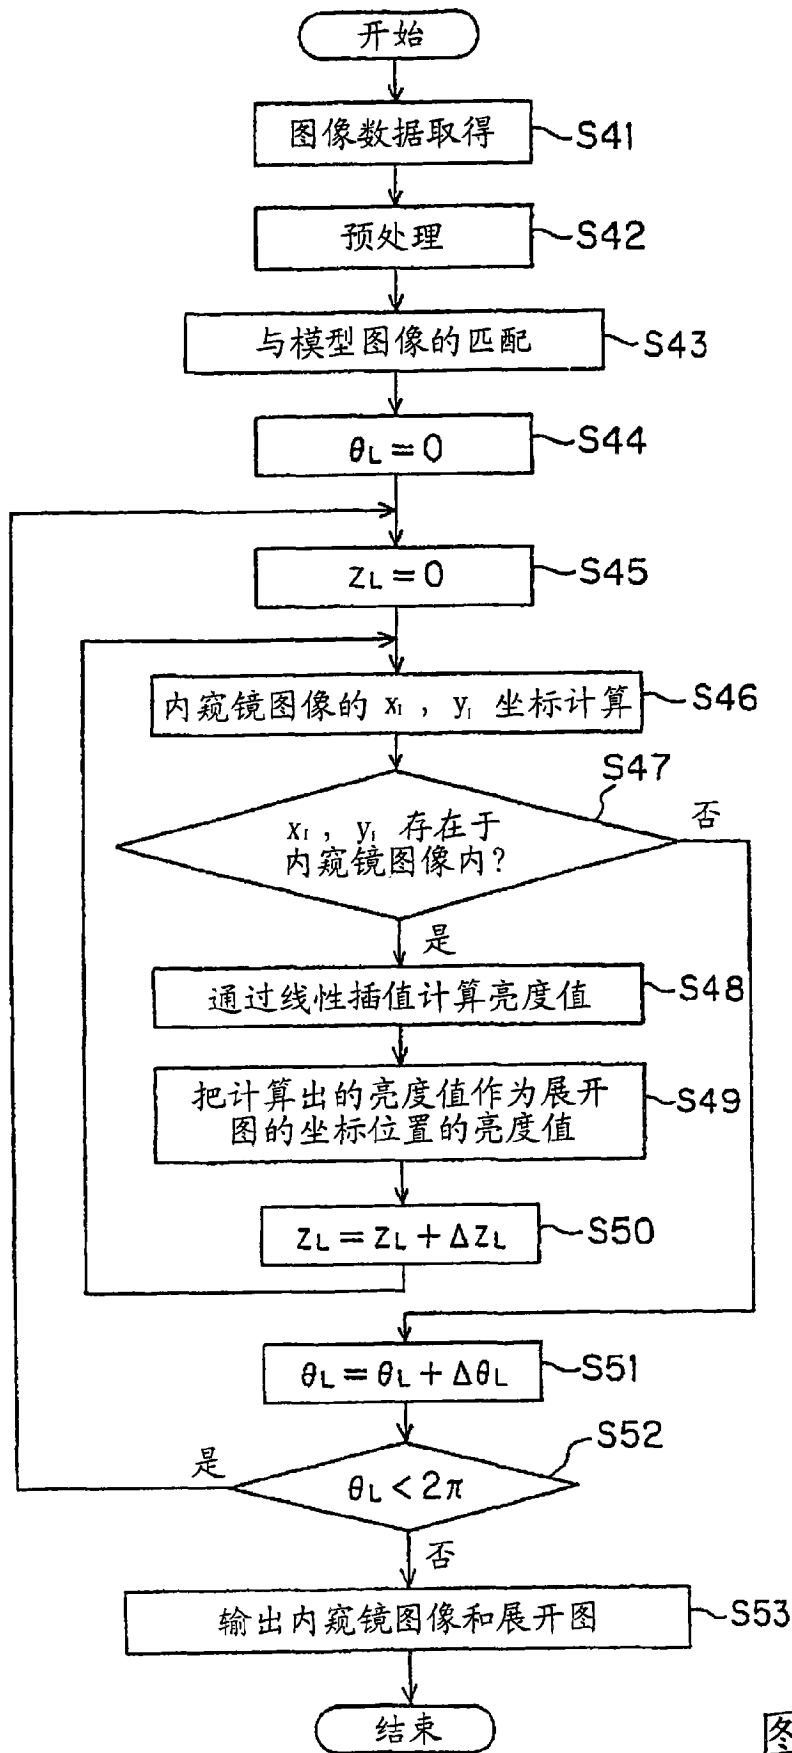 开始
图像数据取得 S41
预处理 S42
与模型图像的匹配 S43
θL=0 S44
zL=0 S45
内窥镜图像的 xI, yI 坐标计算 S46
S47
xI, yI 存在于
内窥镜图像内?
否
是
通过线性插值计算亮度值 S48
把计算出的亮度值作为展开
图的坐标位置的亮度值
S49
zL=zL+ΔzL S50
θL=θL+ΔθL S51
S52
是
θL<2π
否
输出内窥镜图像和展开图 S53
结束
图